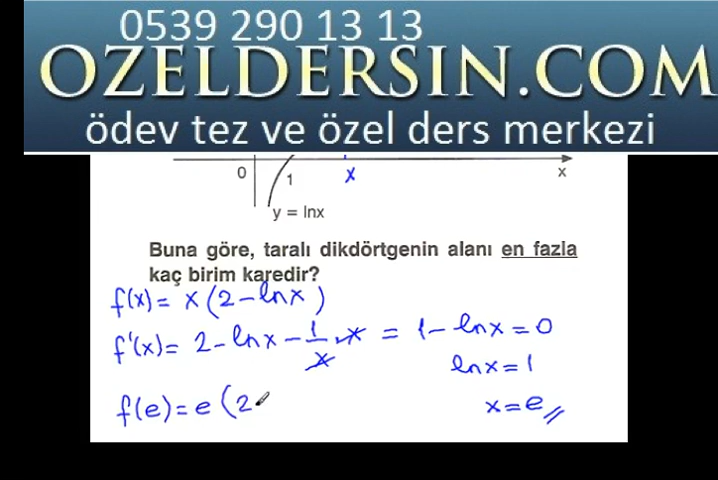 0539 290 13 13
OZELDERSIN.COM
ödev tez ve özel ders merkezi
0 1 x x
y = lnx
Buna göre, taralı dikdörtgenin alanı en fazla
kaç birim karedir?
f(x) = x(2 - lnx)
f'(x) = 2 - lnx - 1/x . x = 1 - lnx = 0
lnx = 1
f(e) = e (2-
x = e //